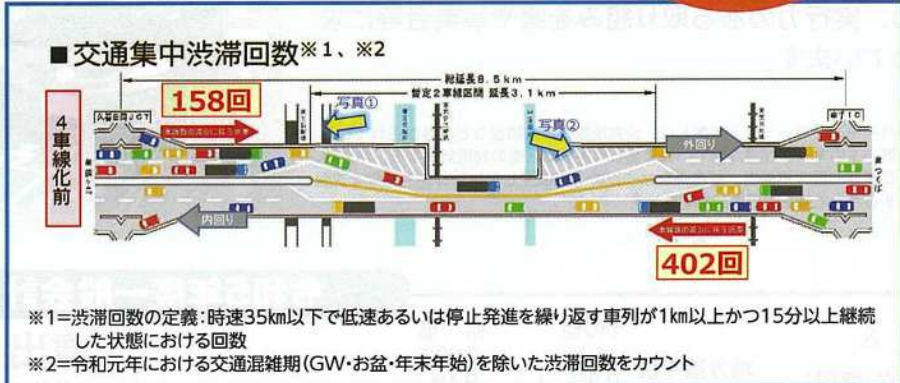 ■交通集中渋滞回数※1、※2
総延長8.5km
暫定2車線区間 延長3.1km
4車線化前
158回
写真①
写真②
外回り
内回り
402回
※1=渋滞回数の定義:時速35km以下で低速あるいは停止発進を繰り返す車列が1km以上かつ15分以上継続
した状態における回数
※2=令和元年における交通混雑期(GW・お盆・年末年始)を除いた渋滞回数をカウント